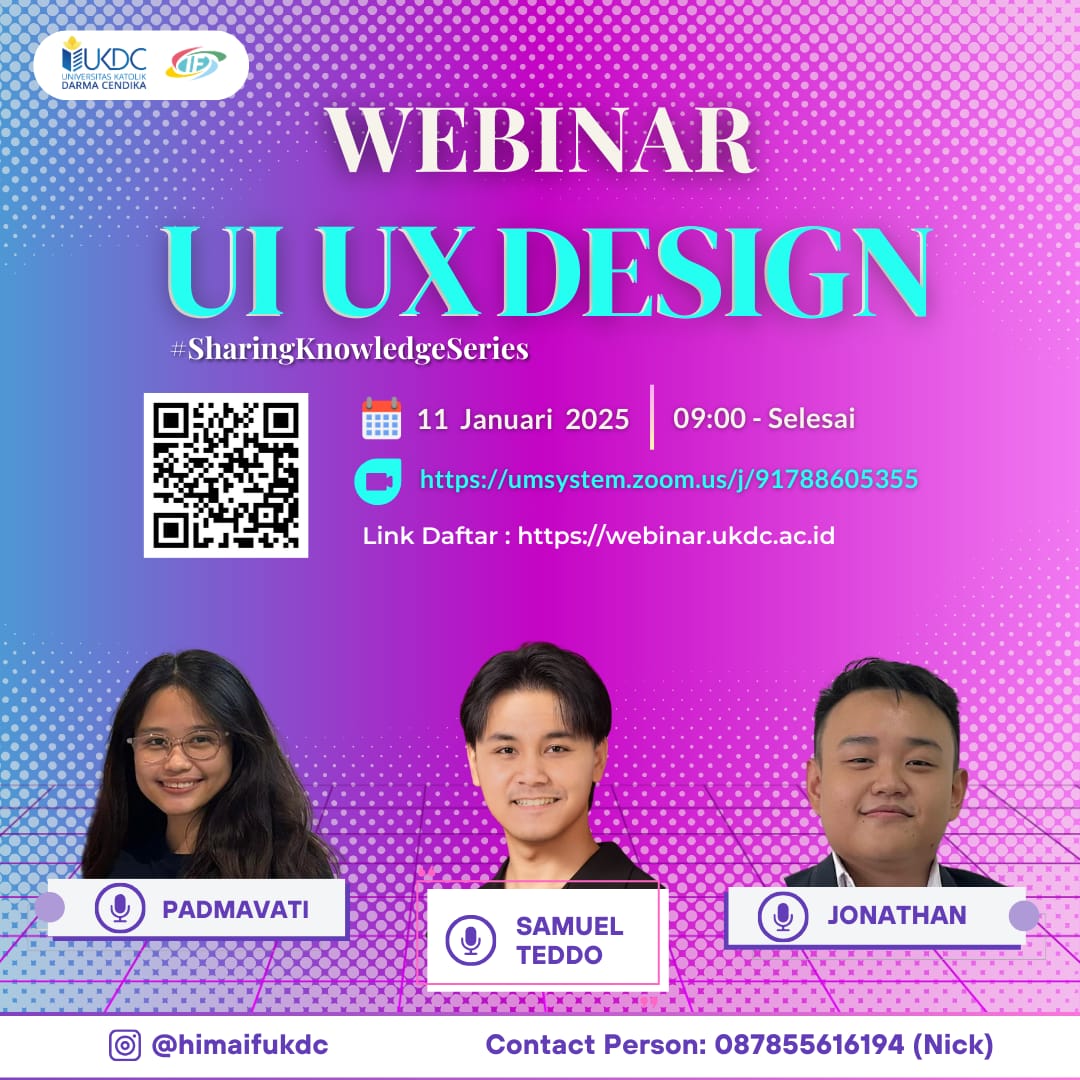 UKDC
UNIVERSITAS KATOLIK
DARMA CENDIKA
IF
WEBINAR
UI UX DESIGN
#SharingKnowledgeSeries
11 Januari 2025
09:00 - Selesai
https://umsystem.zoom.us/j/91788605355
Link Daftar : https://webinar.ukdc.ac.id
PADMAVATI
SAMUEL
TEDDO
JONATHAN
@himaifukdc
Contact Person: 087855616194 (Nick)